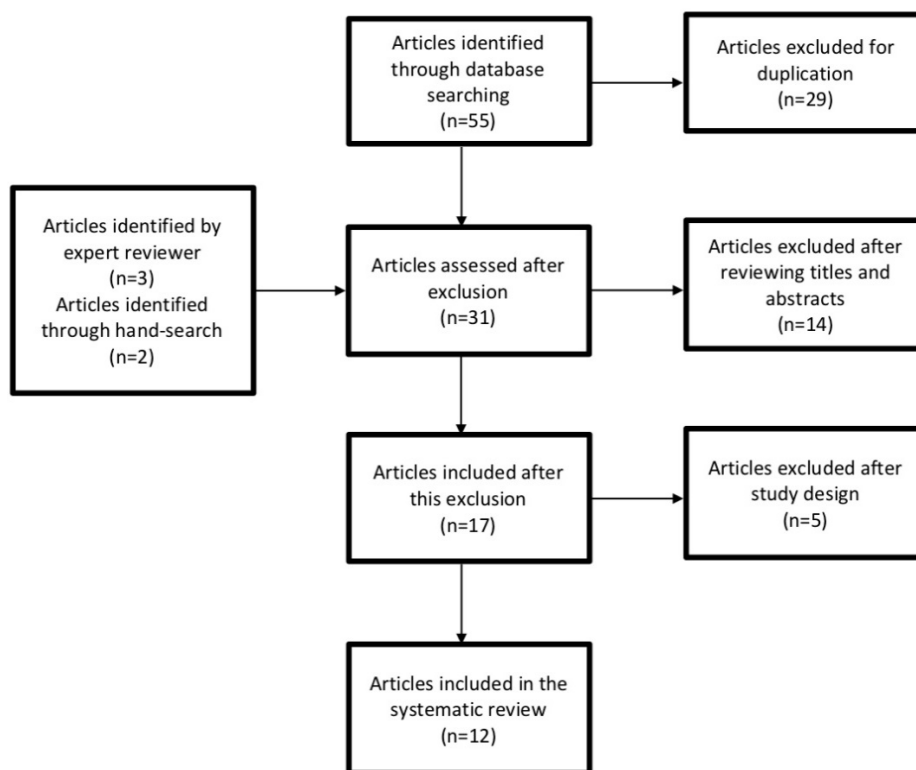 Articles identified
through database
searching
(n=55)
Articles excluded for
duplication
(n=29)
Articles identified by
expert reviewer
(n=3)
Articles identified
through hand-search
(n=2)
Articles assessed after
exclusion
(n=31)
Articles excluded after
reviewing titles and
abstracts
(n=14)
Articles included after
this exclusion
(n=17)
Articles excluded after
study design
(n=5)
Articles included in the
systematic review
(n=12)